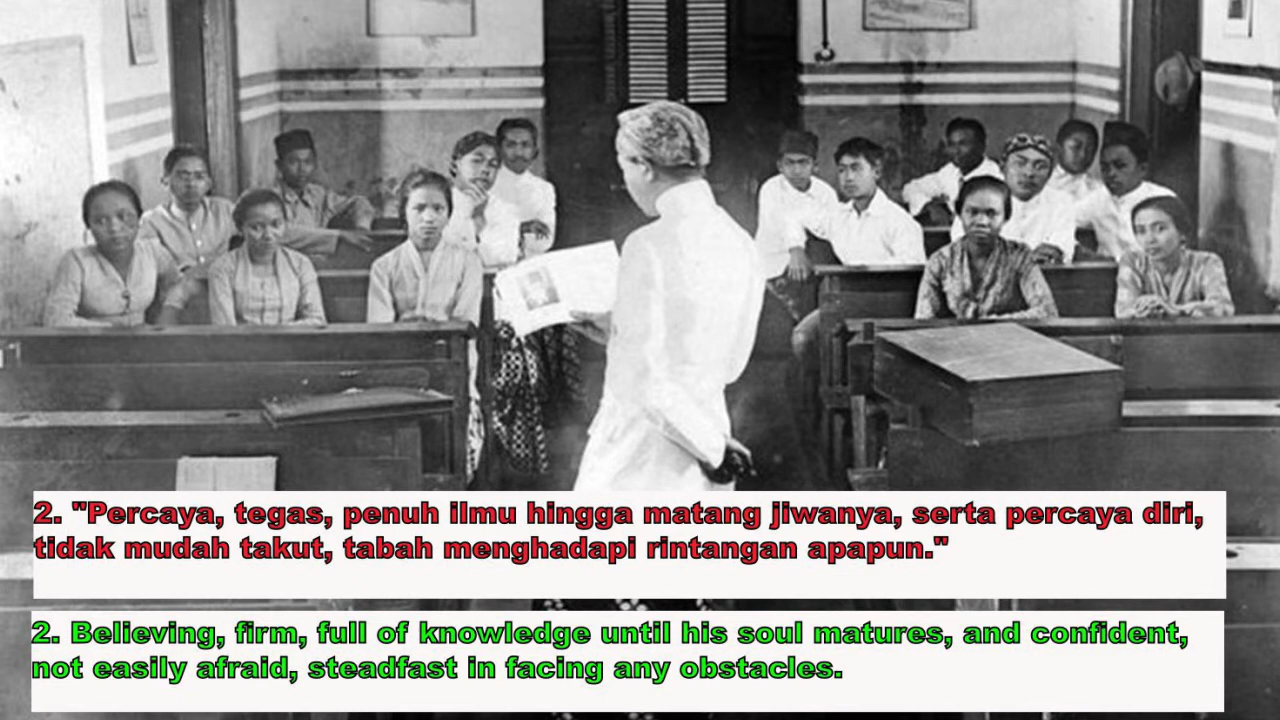 2. "Percaya, tegas, penuh ilmu hingga matang jiwanya, serta percaya diri,
tidak mudah takut, tabah menghadapi rintangan apapun."
2. Believing, firm, full of knowledge until his soul matures, and confident,
not easily afraid, steadfast in facing any obstacles.